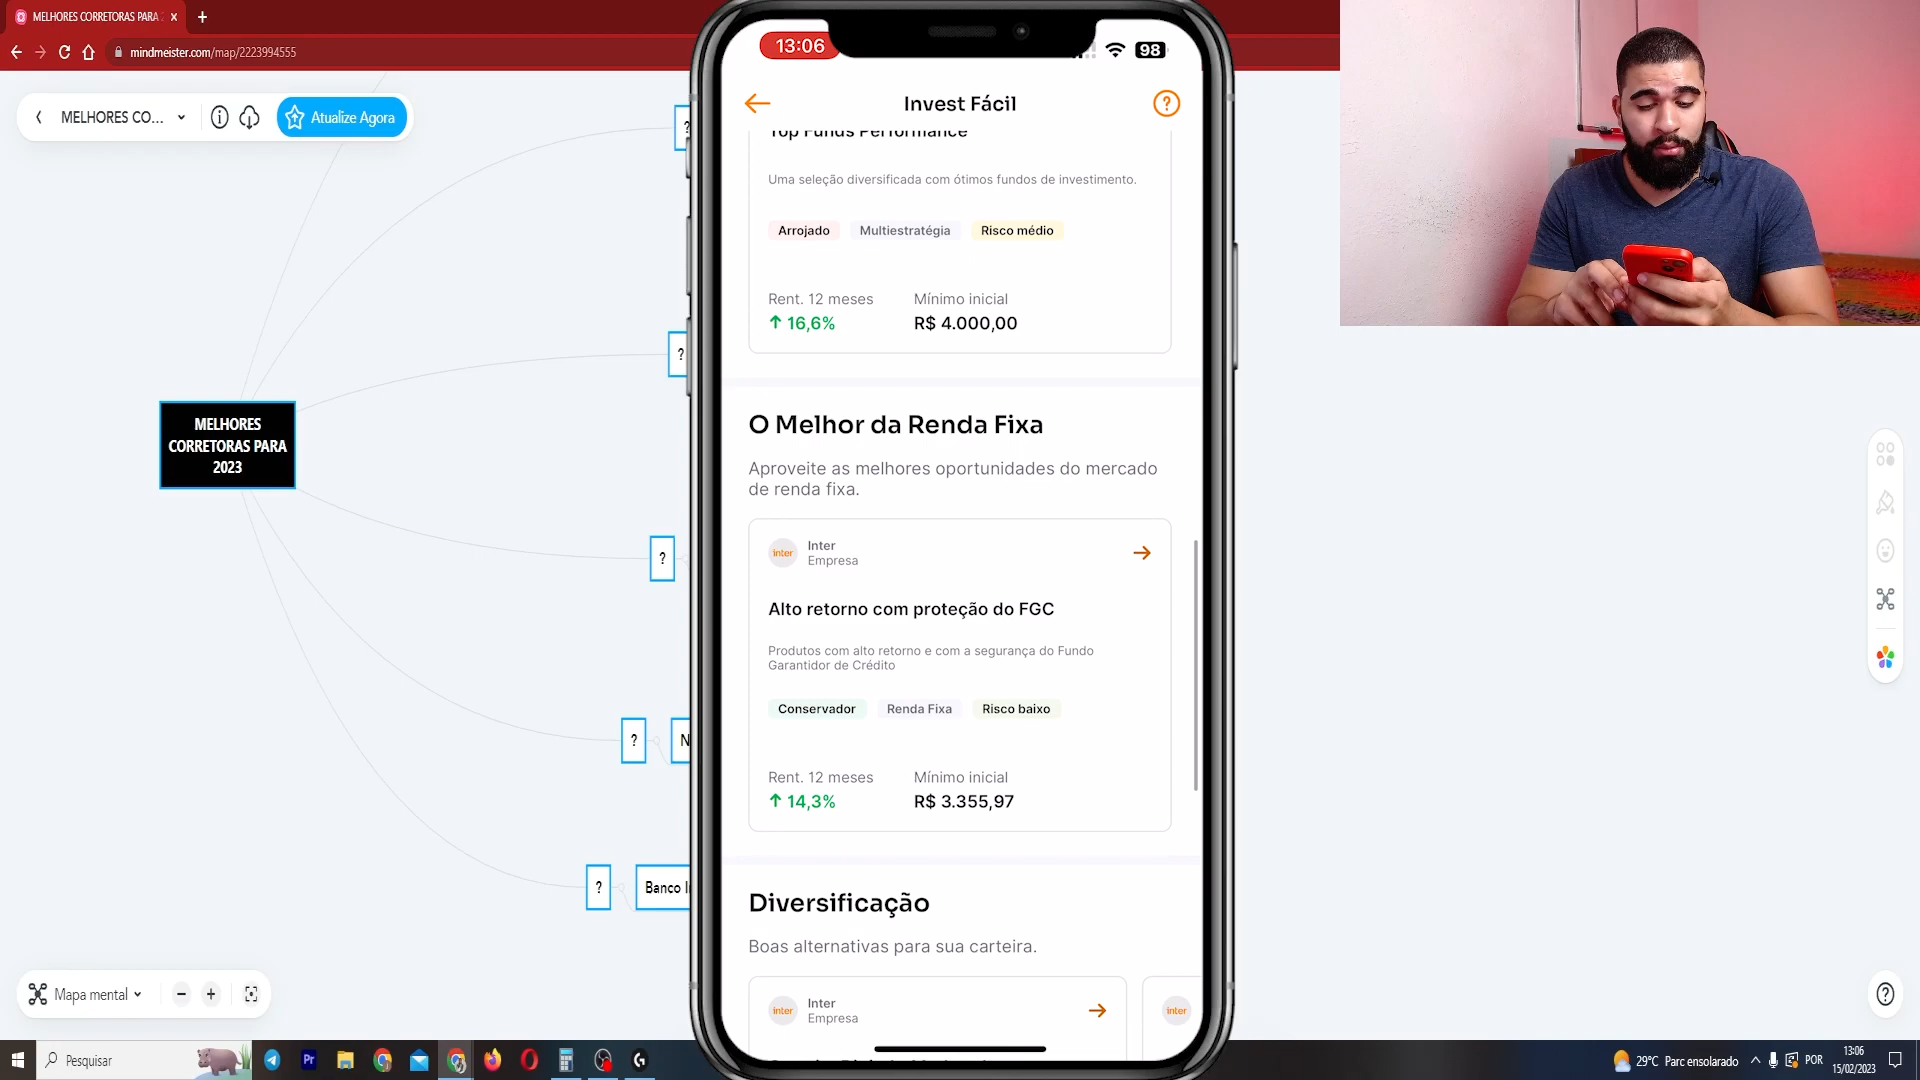 MELHORES CORRETORAS PARA
mindmeister.com/map/2223994555
MELHORES CO...
Atualize Agora
MELHORES
CORRETORAS PARA
2023
?
?
?
?
N
?
Banco I
Mapa mental
13:06
98
Invest Fácil
Top Funds Performance
Uma seleção diversificada com ótimos fundos de investimento.
Arrojado
Multiestratégia
Risco médio
Rent. 12 meses
Mínimo inicial
16,6%
R$ 4.000,00
O Melhor da Renda Fixa
Aproveite as melhores oportunidades do mercado
de renda fixa.
inter
Inter
Empresa
Alto retorno com proteção do FGC
Produtos com alto retorno e com a segurança do Fundo
Garantidor de Crédito
Conservador
Renda Fixa
Risco baixo
Rent. 12 meses
Mínimo inicial
14,3%
R$ 3.355,97
Diversificação
Boas alternativas para sua carteira.
inter
Inter
Empresa
inter
Pesquisar
Pr
29°C Parc ensolarado
POR
13:06
15/02/2023